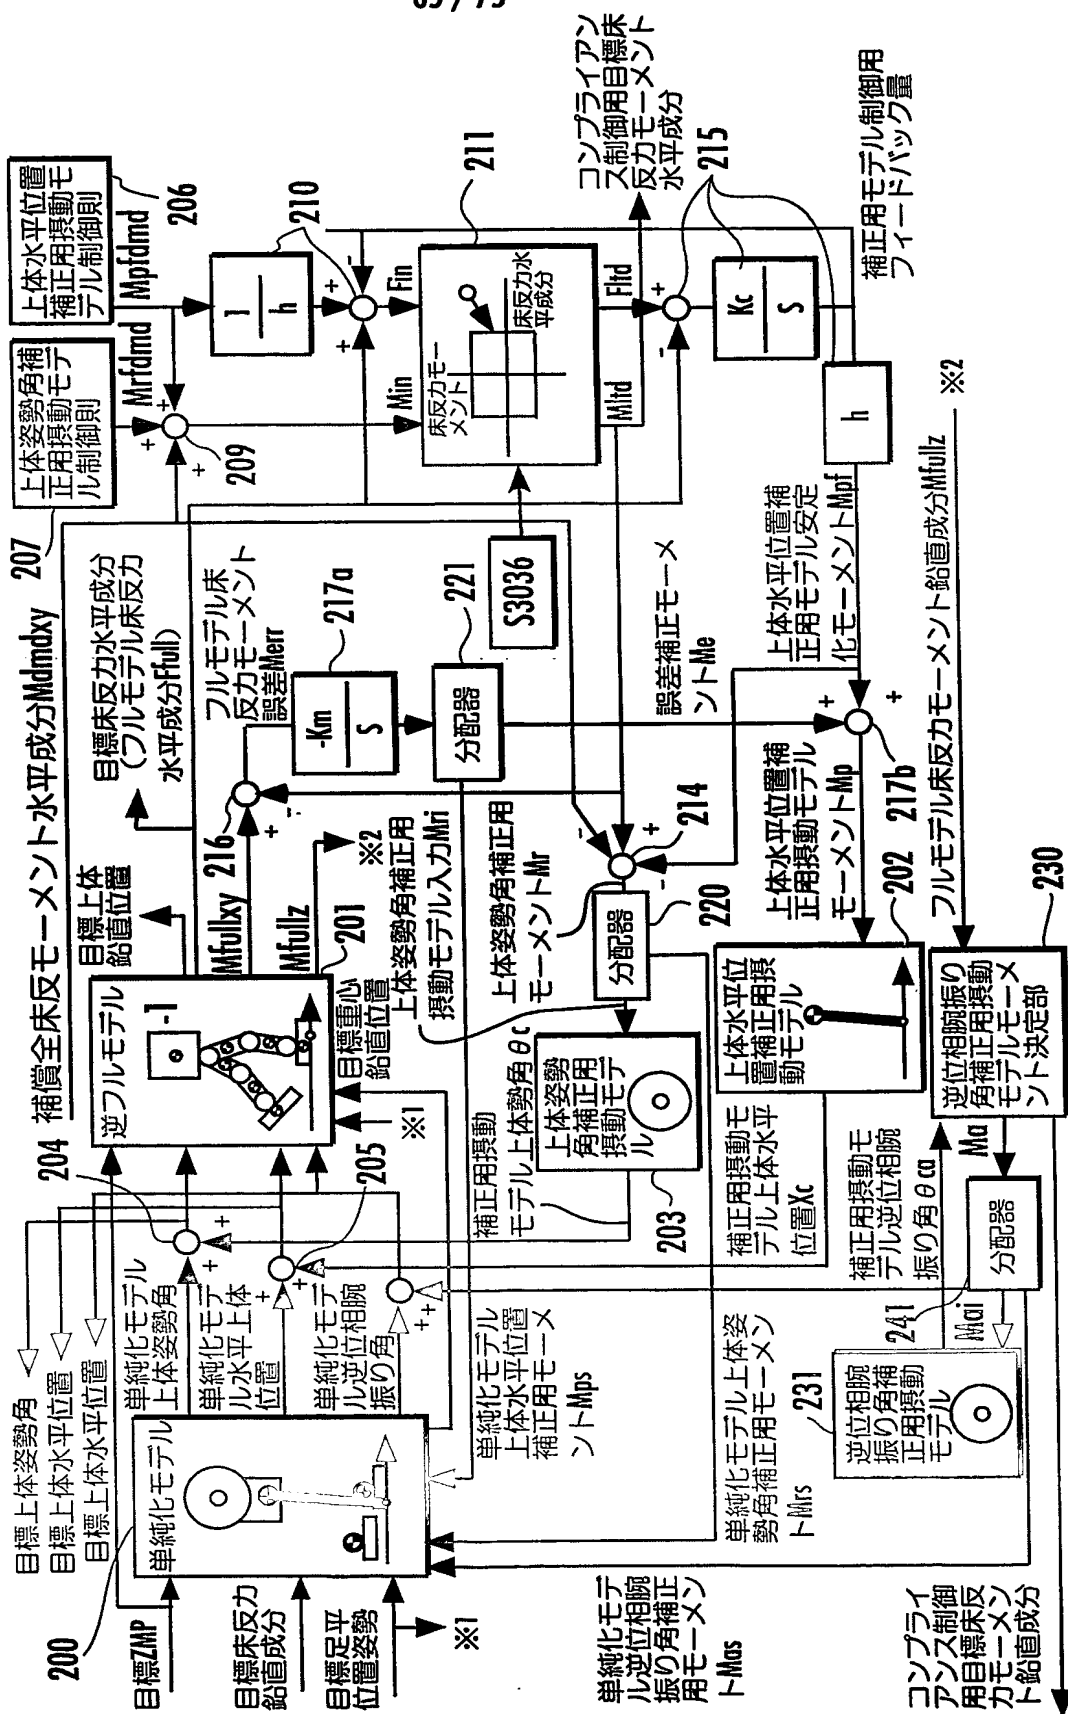 65 / 75
上体水平位置
補正用摂動モ
デル制御則
206
Mpfdmd
上体姿勢角補
正用摂動モデ
ル制御則
207
Mrfdmd
209
補償全床反モーメント水平成分Mdmdxy
1
h
210
Fin
Min
211
床反力モー
メント
床反力水
平成分
Fltd
Mltd
コンプライアン
ス制御用目標床
反力モーメント
水平成分
215
Kc
S
h
補正用モデル制御用
フィードバック量
S3036
目標床反力水平成分
(フルモデル床反力
水平成分Ffull)
目標上体
鉛直位置
フルモデル床
反力モーメント
誤差Merr
217a
-Km
S
221
分配器
誤差補正モーメ
ントMe
上体水平位置補
正用モデル安定
化モーメントMpf
※2
フルモデル床反力モーメント鉛直成分Mfullz
216
Mfullxy
Mfullz
※2
201
逆フルモデル
-1
目標重心
鉛直位置
※1
上体姿勢角補正用
摂動モデル入力Mri
上体姿勢角補正用
モーメントMr
214
220
分配器
217b
上体水平位置補
正用摂動モデル
モーメントMp
202
上体水平位
置補正用摂
動モデル
230
逆位相腕振り
角補正用摂動
モデルモーメ
ント決定部
204
205
補正用摂動
モデル上体姿勢角θc
上体姿勢
角補正用
摂動モデ
ル
203
補正用摂動モ
デル上体水平
位置Xc
補正用摂動モ
デル逆位相腕
振り角θca
Ma
分配器
241
Mai
逆位相腕
振り角補
正用摂動
モデル
231
目標上体姿勢角
目標上体水平位置
目標上体水平位置
単純化モデル
上体姿勢角
単純化モデ
ル水平上体
位置
単純化モデ
ル逆位相腕
振り角
単純化モデル
上体水平位置
補正用モーメ
ントMps
単純化モデル上体姿
勢角補正用モーメン
トMrs
単純化モデル
200
目標ZMP
目標床反力
鉛直成分
目標足平
位置姿勢
※1
単純化モデ
ル逆位相腕
振り角補正
用モーメン
トMas
コンプライ
アンス制御
用目標床反
力モーメン
ト鉛直成分